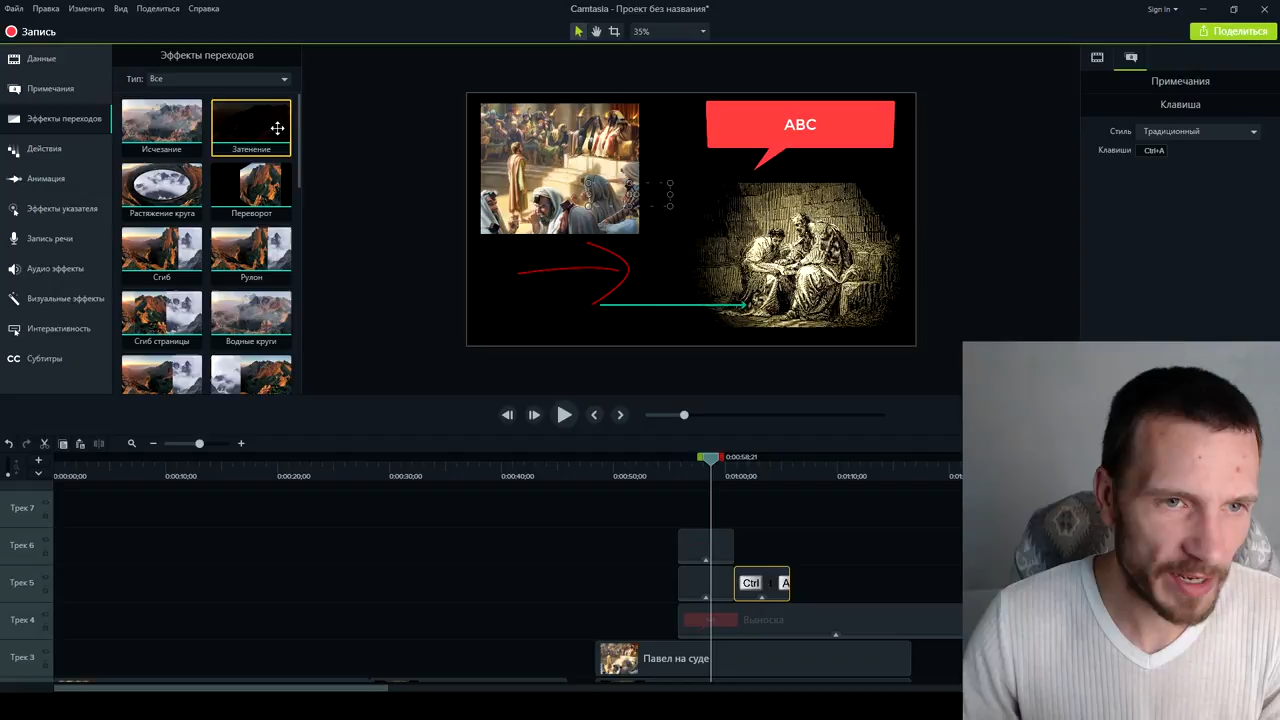 Файл Правка Изменить Вид Поделиться Справка
Camtasia - Проект без названия*
Sign in
Запись
35%
Поделиться
Данные
Примечания
Эффекты переходов
Действия
Анимация
Эффекты указателя
Запись речи
Аудио эффекты
Визуальные эффекты
Интерактивность
CC Субтитры
Эффекты переходов
Тип: Все
Исчезание Затенение
Растяжение круга Переворот
Сгиб Рулон
Сгиб страницы Водные круги
ABC
Примечания
Клавиша
Стиль Традиционный
Клавиши Ctrl+A
0:00:58;21
0:00:00;00 0:00:10;00 0:00:20;00 0:00:30;00 0:00:40;00 0:00:50;00 0:01:00;00 0:01:10;00
Трек 7
Трек 6
Трек 5
Ctrl A
Трек 4
Выноска
Трек 3
Павел на суде